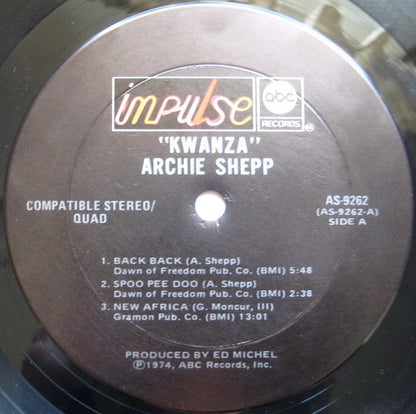 impulse
abc
RECORDS
"KWANZA"
ARCHIE SHEPP
COMPATIBLE STEREO/
QUAD
AS-9262
(AS-9262-A)
SIDE A
1. BACK BACK (A. Shepp)
Dawn of Freedom Pub. Co. (BMI) 5:48
2. SPOO PEE DOO (A. Shepp)
Dawn of Freedom Pub. Co. (BMI) 2:38
3. NEW AFRICA (G. Moncur, III)
Gramon Pub. Co. (BMI) 13:01
PRODUCED BY ED MICHEL
Ⓟ1974, ABC Records, Inc.